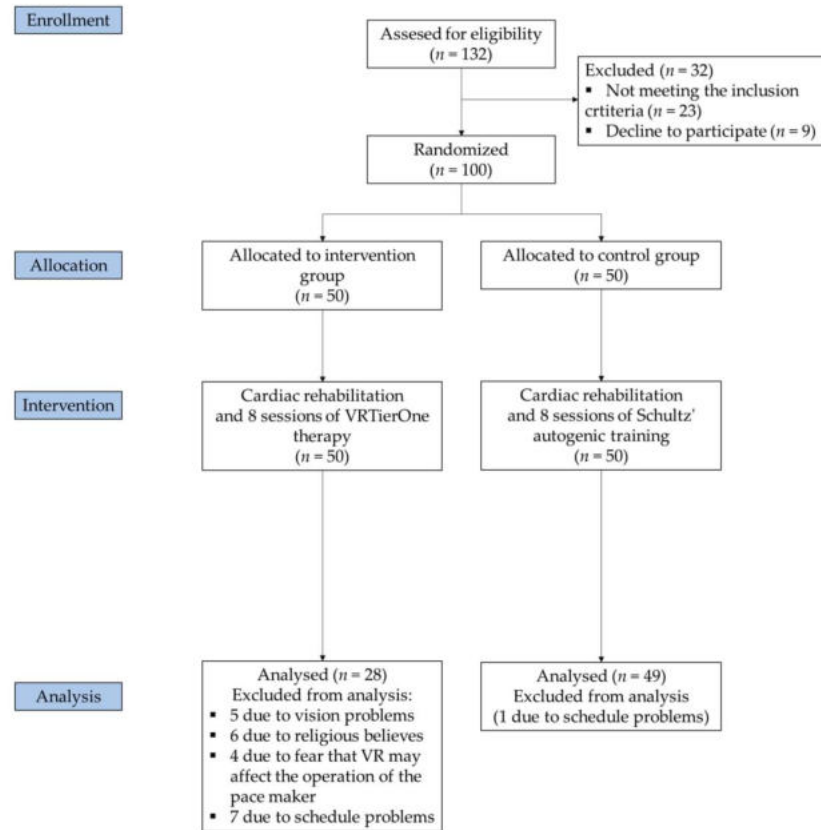 Enrollment
Assesed for eligibility
(n = 132)
Excluded (n = 32)
▪ Not meeting the inclusion
crtiteria (n = 23)
▪ Decline to participate (n = 9)
Randomized
(n = 100)
Allocation
Allocated to intervention
group
(n = 50)
Allocated to control group
(n = 50)
Intervention
Cardiac rehabilitation
and 8 sessions of VRTierOne
therapy
(n = 50)
Cardiac rehabilitation
and 8 sessions of Schultz'
autogenic training
(n = 50)
Analysis
Analysed (n = 28)
Excluded from analysis:
▪ 5 due to vision problems
▪ 6 due to religious believes
▪ 4 due to fear that VR may
affect the operation of the
pace maker
▪ 7 due to schedule problems
Analysed (n = 49)
Excluded from analysis
(1 due to schedule problems)